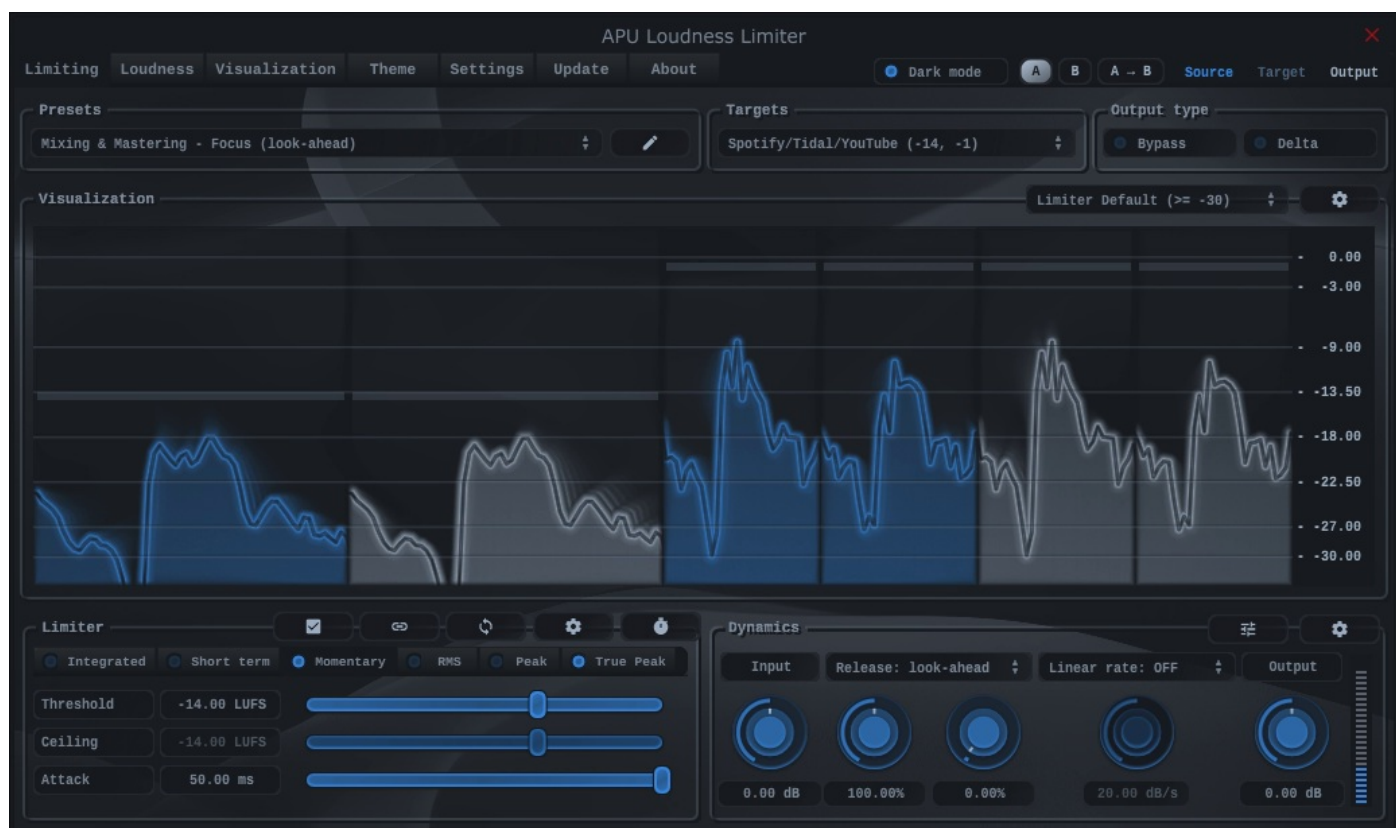 APU Loudness Limiter
Limiting Loudness Visualization Theme Settings Update About Dark mode A B A → B Source Target Output
Presets Targets Output type
Mixing & Mastering - Focus (look-ahead) Spotify/Tidal/YouTube (-14, -1) Bypass Delta
Visualization Limiter Default (>= -30)
- 0.00
- -3.00
- -9.00
- -13.50
- -18.00
- -22.50
- -27.00
- -30.00
Limiter Dynamics
Integrated Short term Momentary RMS Peak True Peak Input Release: look-ahead Linear rate: OFF Output
Threshold -14.00 LUFS
Ceiling -14.00 LUFS
Attack 50.00 ms 0.00 dB 100.00% 0.00% 20.00 dB/s 0.00 dB